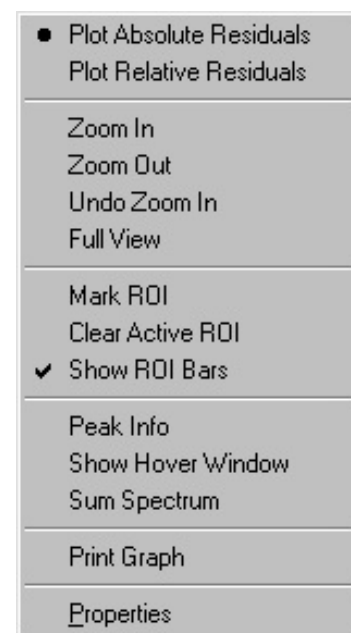 Plot Absolute Residuals
Plot Relative Residuals
Zoom In
Zoom Out
Undo Zoom In
Full View
Mark ROI
Clear Active ROI
Show ROI Bars
Peak Info
Show Hover Window
Sum Spectrum
Print Graph
Properties